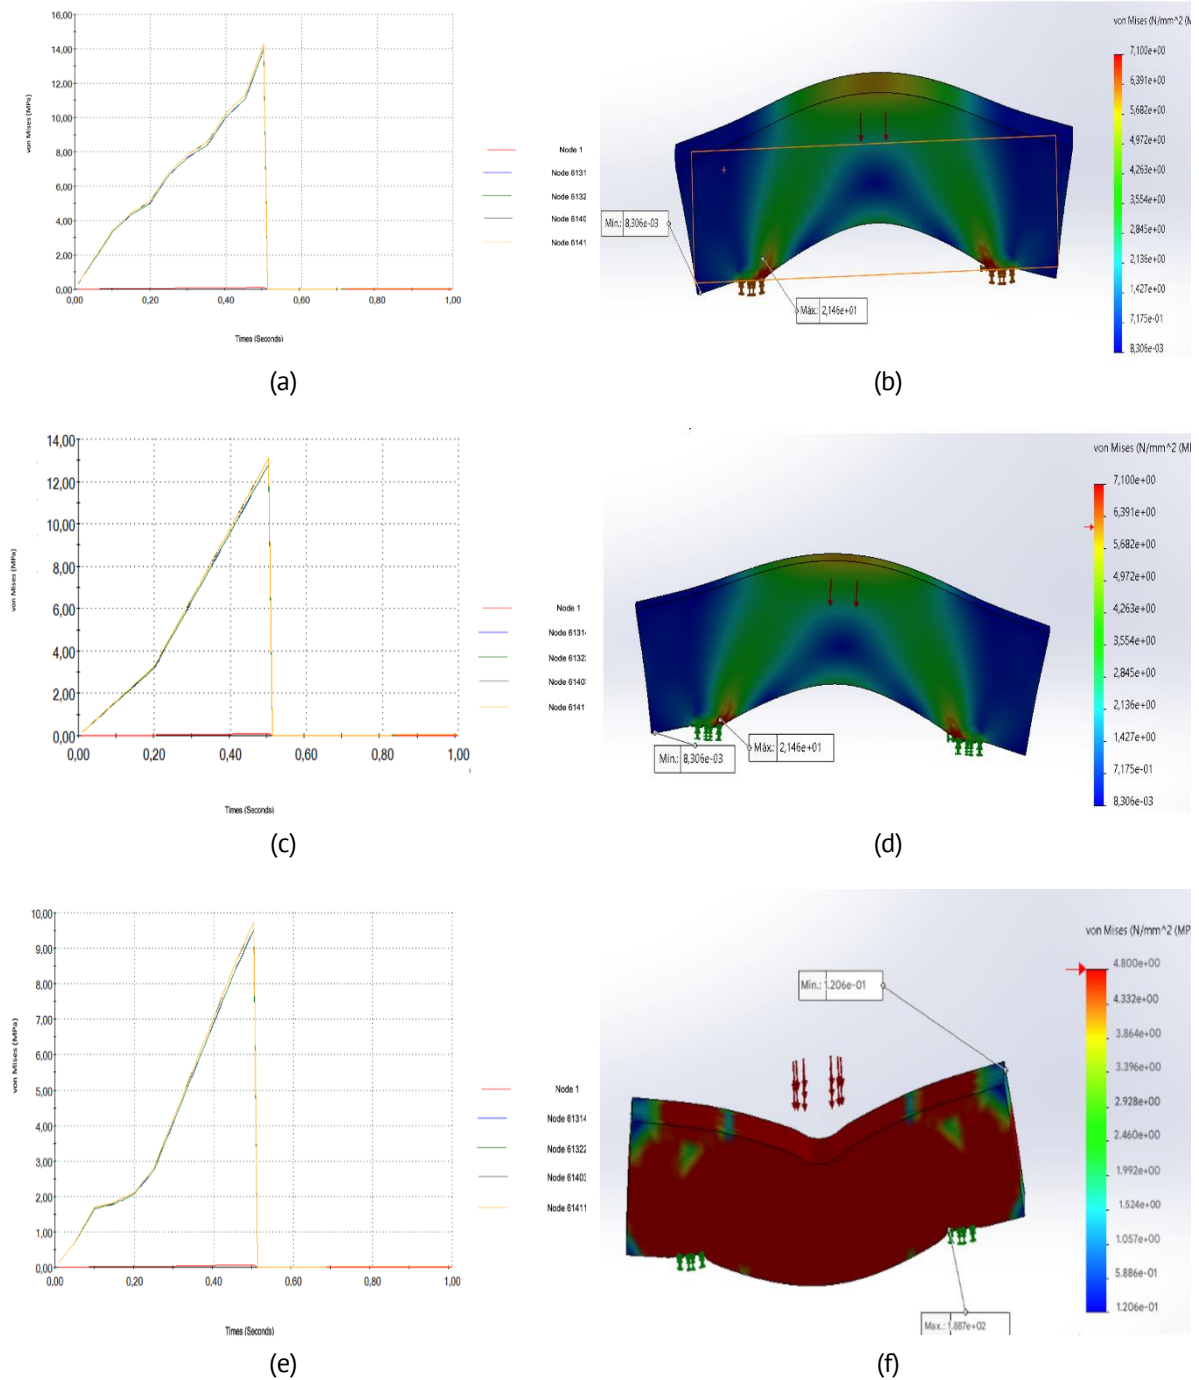 16,00
14,00
12,00
10,00
8,00
6,00
4,00
2,00
0,00
von Mises (MPa)
0,00 0,20 0,40 0,60 0,80 1,00
Times (Seconds)
Node 1
Node 6131
Node 6132
Node 6140
Node 6141
(a)
von Mises (N/mm^2 (M
7,100e+00
6,391e+00
5,682e+00
4,972e+00
4,263e+00
3,554e+00
2,845e+00
2,136e+00
1,427e+00
7,175e-01
8,306e-03
Mín.: 8,306e-03
Máx.: 2,146e+01
(b)
14,00
12,00
10,00
8,00
6,00
4,00
2,00
0,00
von Mises (MPa)
0,00 0,20 0,40 0,60 0,80 1,00
Times (Seconds)
Node 1
Node 61314
Node 61322
Node 6140
Node 6141
(c)
von Mises (N/mm^2 (MP
7,100e+00
6,391e+00
5,682e+00
4,972e+00
4,263e+00
3,554e+00
2,845e+00
2,136e+00
1,427e+00
7,175e-01
8,306e-03
Mín.: 8,306e-03
Máx.: 2,146e+01
(d)
10,00
9,00
8,00
7,00
6,00
5,00
4,00
3,00
2,00
1,00
0,00
von Mises (MPa)
0,00 0,20 0,40 0,60 0,80 1,00
Times (Seconds)
Node 1
Node 61314
Node 61322
Node 61403
Node 61411
(e)
von Mises (N/mm^2 (MP
4.800e+00
4.332e+00
3.864e+00
3.396e+00
2.928e+00
2.460e+00
1.992e+00
1.524e+00
1.057e+00
5.886e-01
1.206e-01
Min.: 1.206e-01
Max.: 1.887e+02
(f)